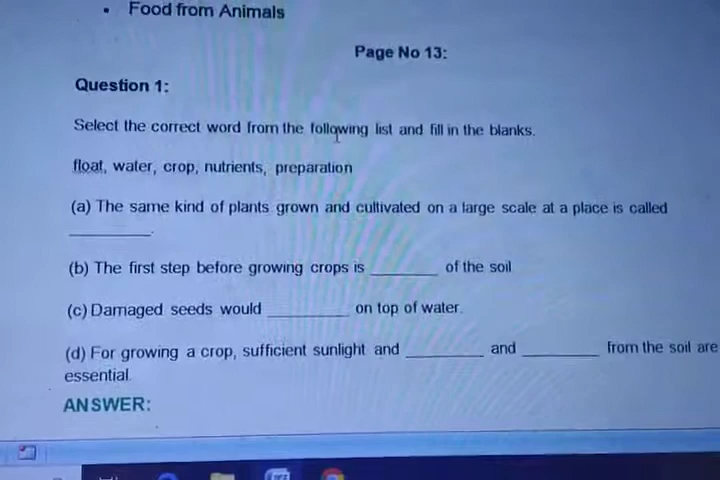 • Food from Animals
Page No 13:
Question 1:
Select the correct word from the following list and fill in the blanks.
float, water, crop, nutrients, preparation
(a) The same kind of plants grown and cultivated on a large scale at a place is called
_________.
(b) The first step before growing crops is ________ of the soil
(c) Damaged seeds would _________ on top of water.
(d) For growing a crop, sufficient sunlight and _________ and _________ from the soil are
essential.
ANSWER: